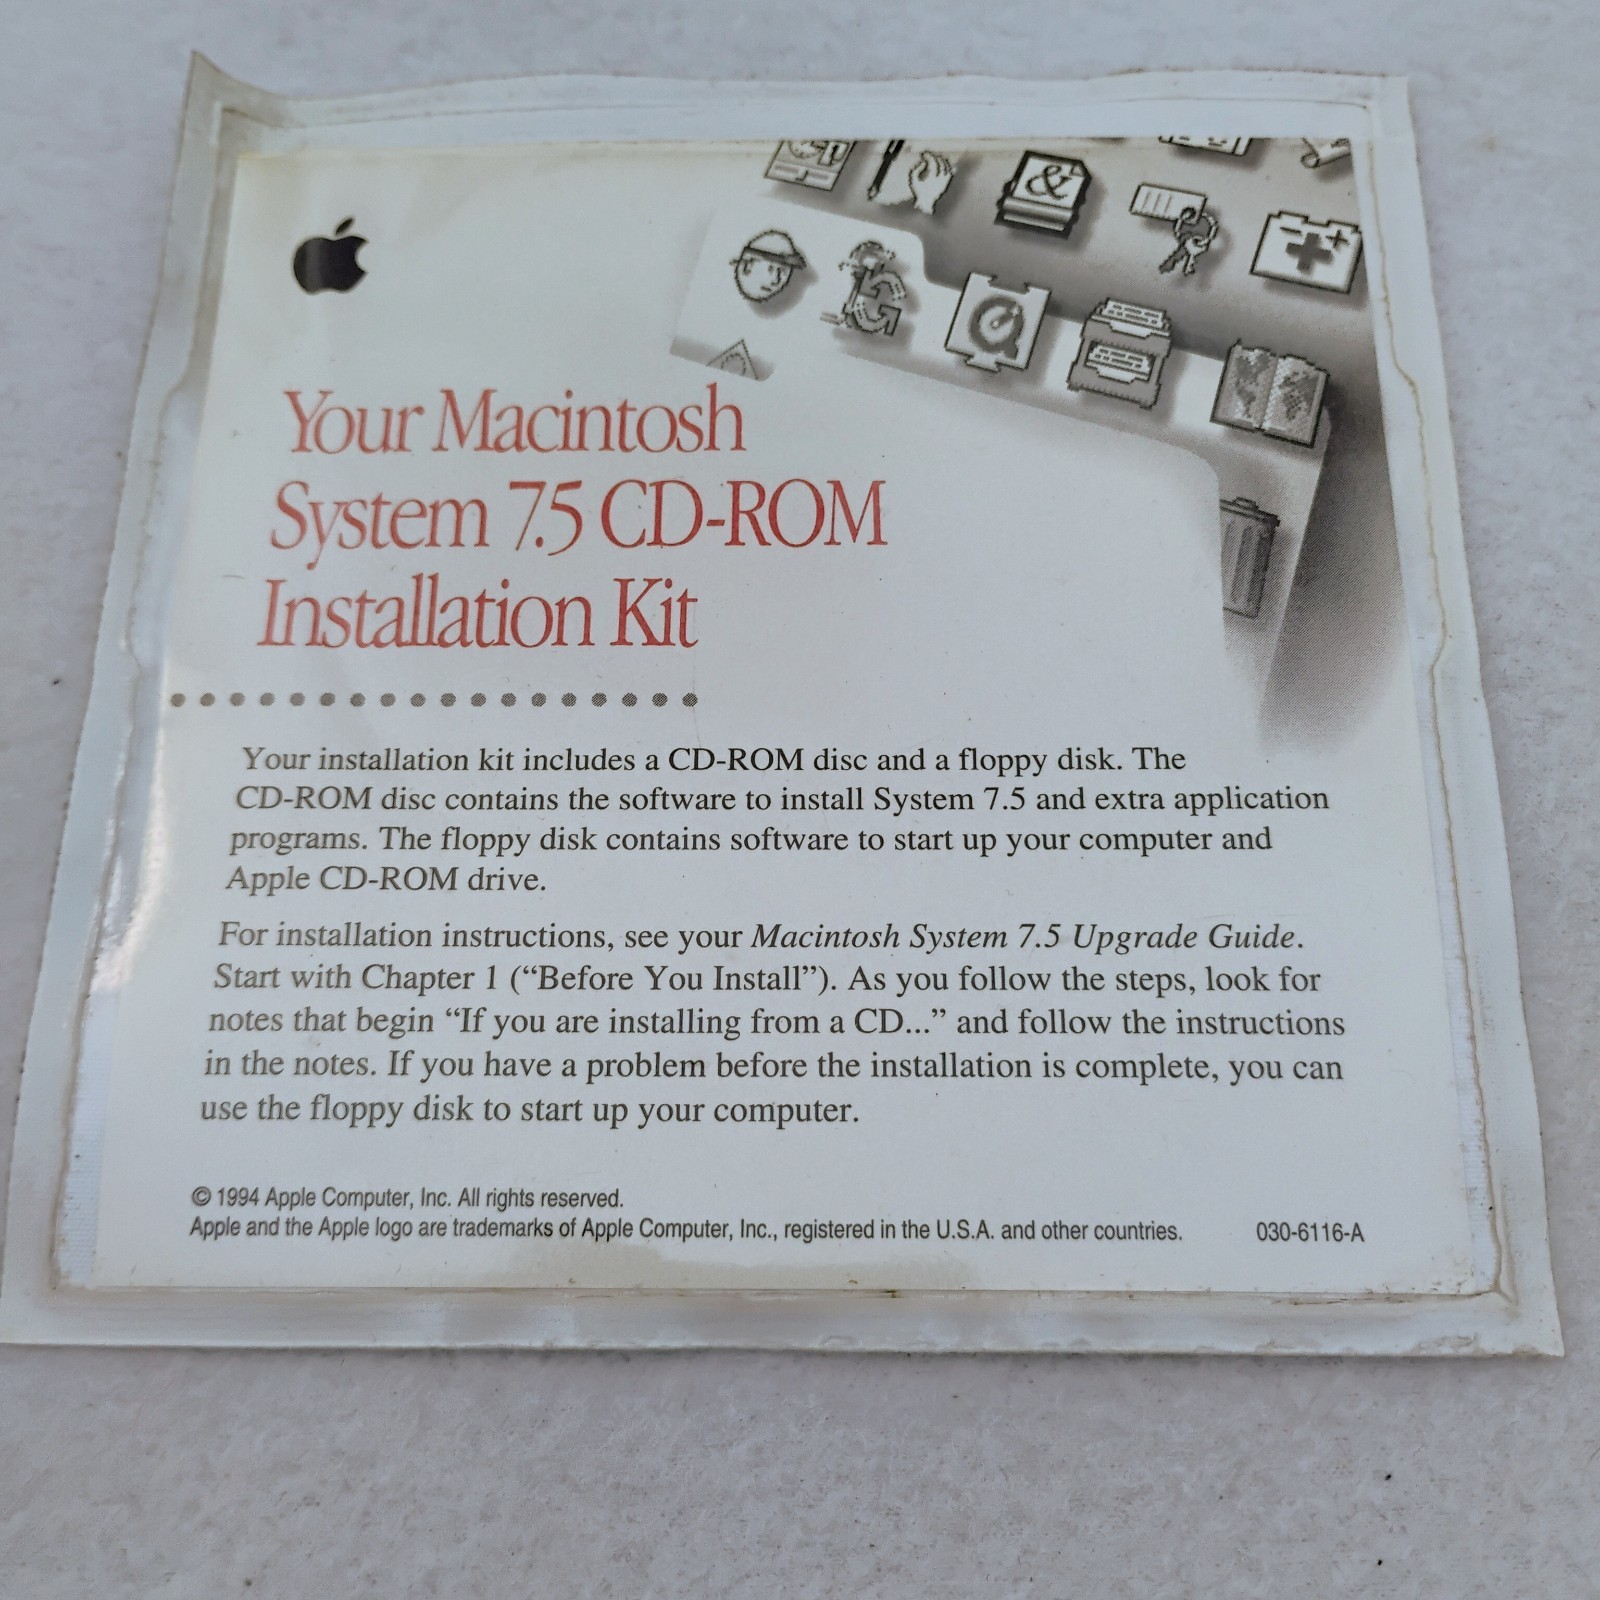 Your Macintosh
System 7.5 CD-ROM
Installation Kit
Your installation kit includes a CD-ROM disc and a floppy disk. The
CD-ROM disc contains the software to install System 7.5 and extra application
programs. The floppy disk contains software to start up your computer and
Apple CD-ROM drive.
For installation instructions, see your Macintosh System 7.5 Upgrade Guide.
Start with Chapter 1 (“Before You Install”). As you follow the steps, look for
notes that begin “If you are installing from a CD...” and follow the instructions
in the notes. If you have a problem before the installation is complete, you can
use the floppy disk to start up your computer.
© 1994 Apple Computer, Inc. All rights reserved.
Apple and the Apple logo are trademarks of Apple Computer, Inc., registered in the U.S.A. and other countries. 030-6116-A